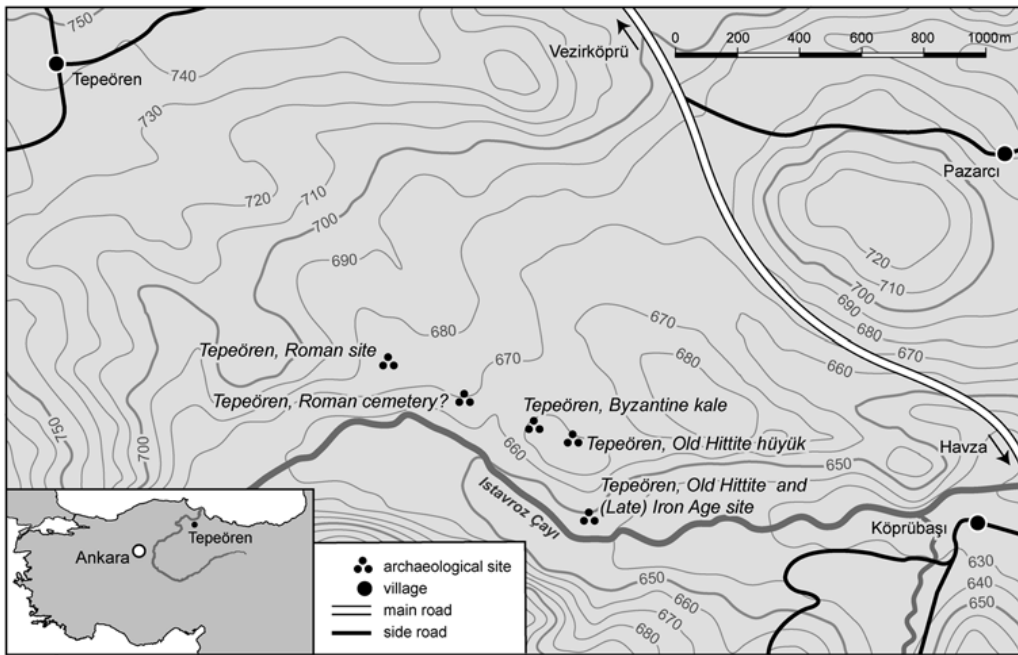 750
740
730
720
710
700
690
680
670
660
Tepeören
Vezirköprü
0 200 400 600 800 1000m
Pazarcı
720
710
700
690
680
670
660
670
680
Tepeören, Roman site
Tepeören, Roman cemetery?
Tepeören, Byzantine kale
Tepeören, Old Hittite hüyük
650
Havza
Tepeören, Old Hittite and
(Late) Iron Age site
Istavroz Çayı
Köprübaşı
750
700
630
640
650
650
660
670
680
Ankara
Tepeören
archaeological site
village
main road
side road